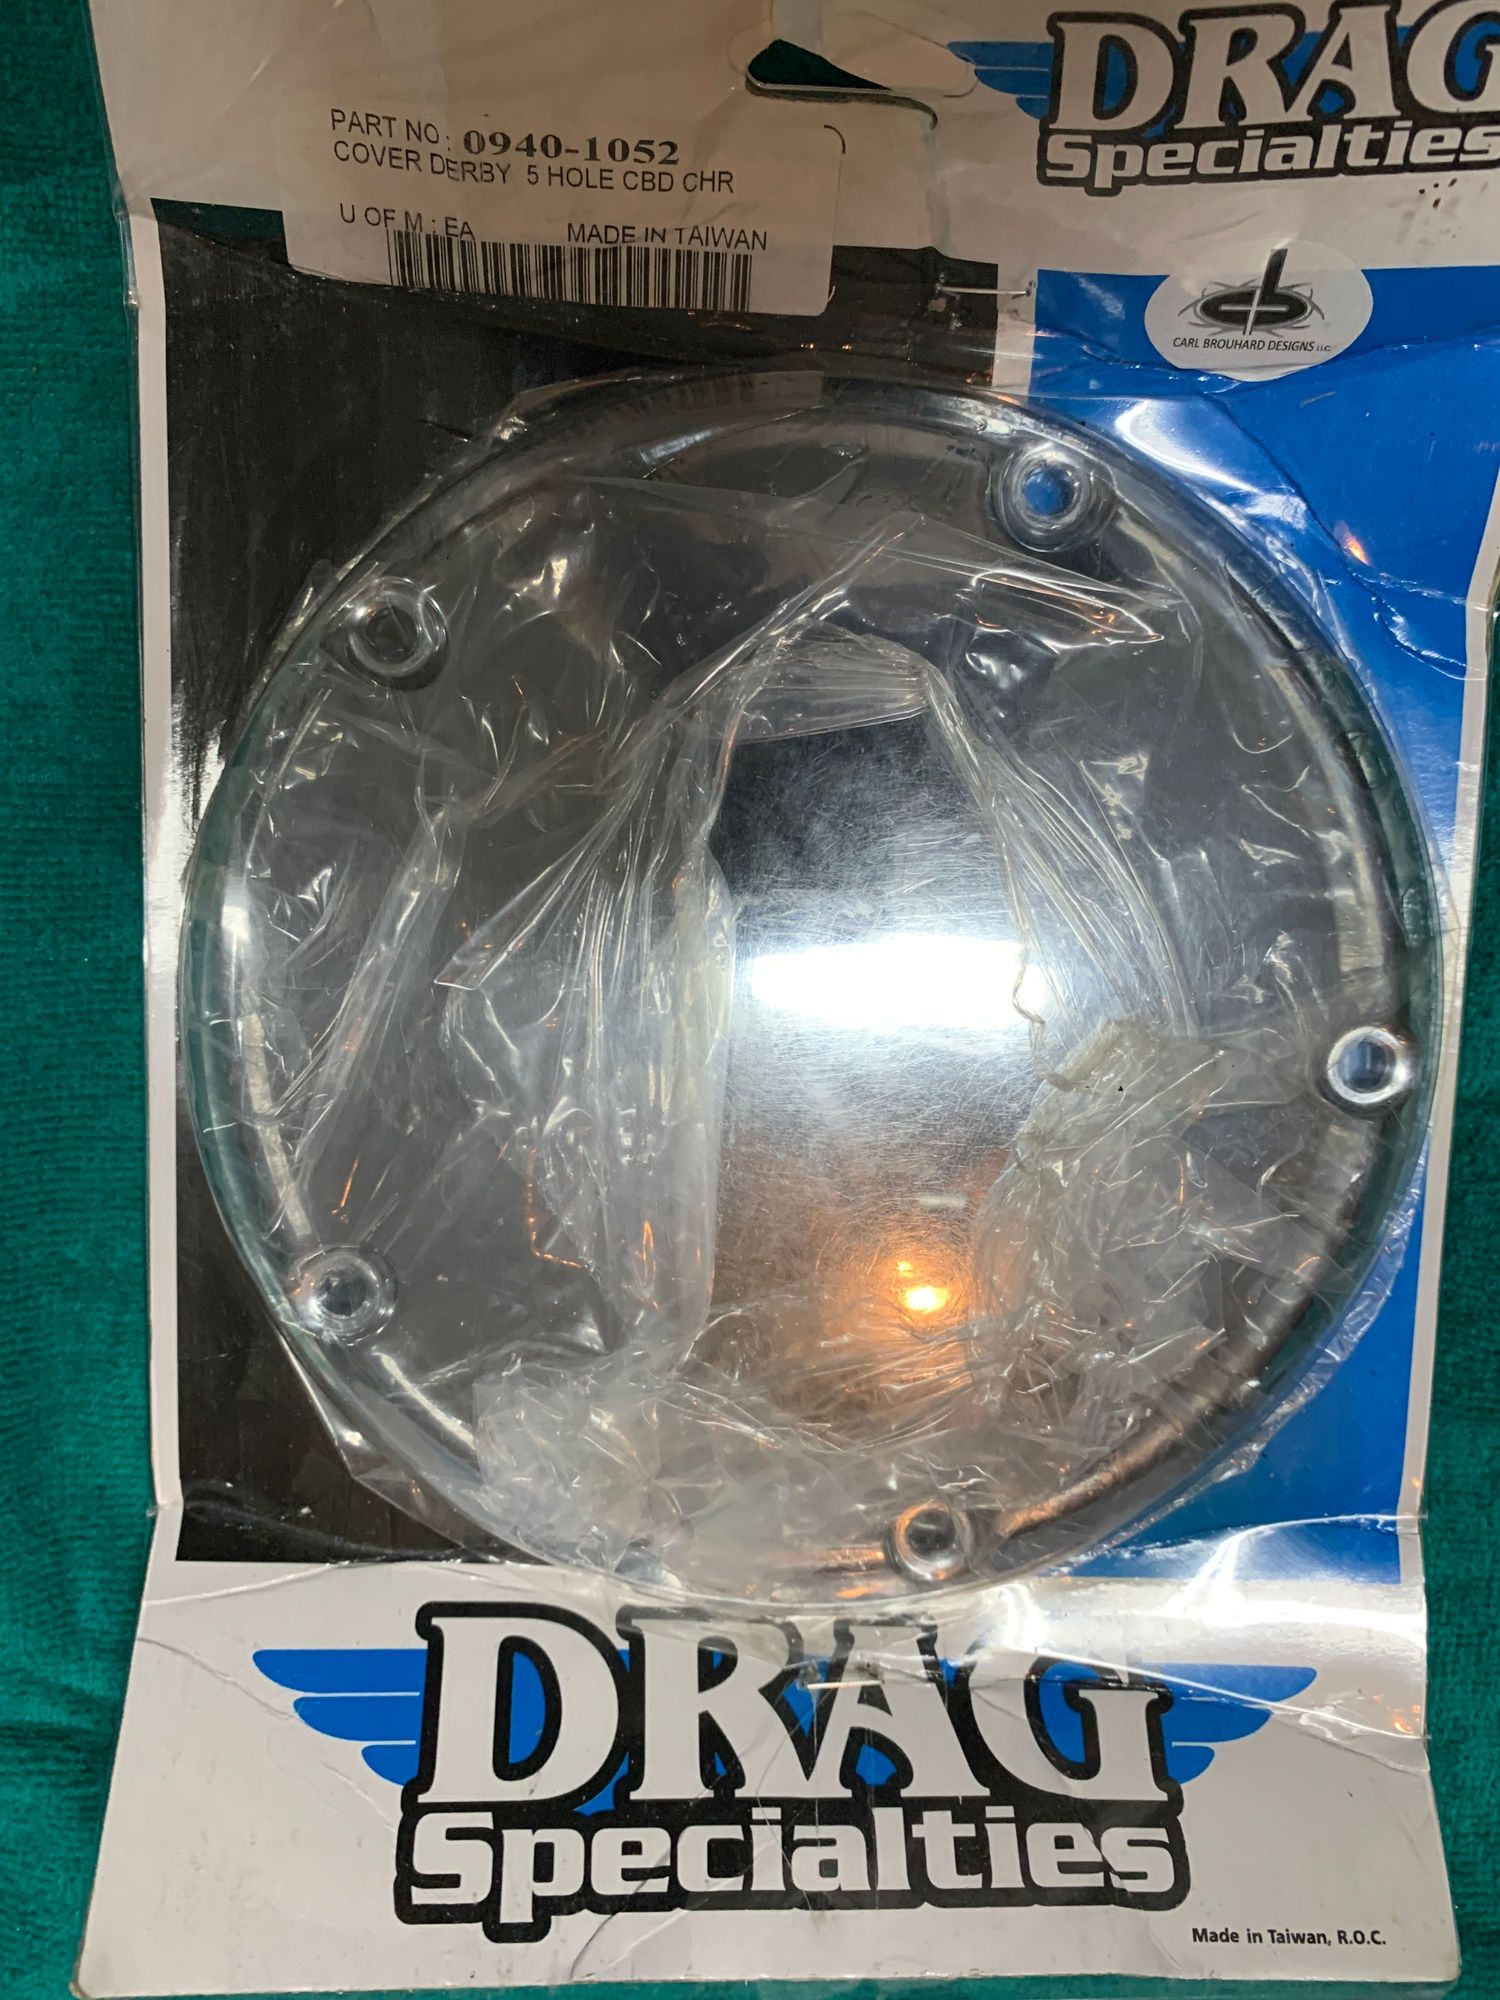 DRAG
Specialties
PART NO: 0940-1052
COVER DERBY 5 HOLE CBD CHR
U OF M : EA MADE IN TAIWAN
CARL BROUHARD DESIGNS LLC
DRAG
Specialties
Made in Taiwan, R.O.C.